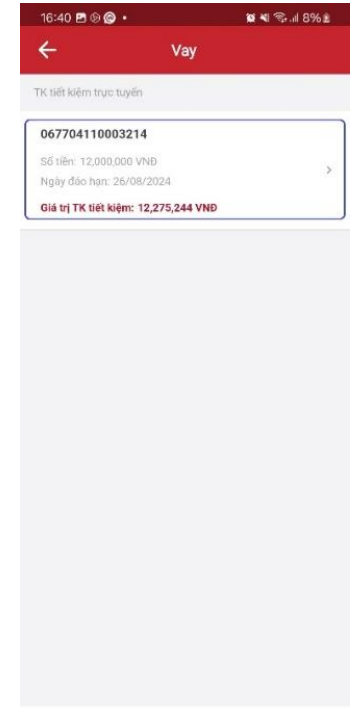 16:40
8%
Vay
TK tiết kiệm trực tuyến
067704110003214
Số tiền: 12,000,000 VNĐ
Ngày đáo hạn: 26/08/2024
Giá trị TK tiết kiệm: 12,275,244 VNĐ